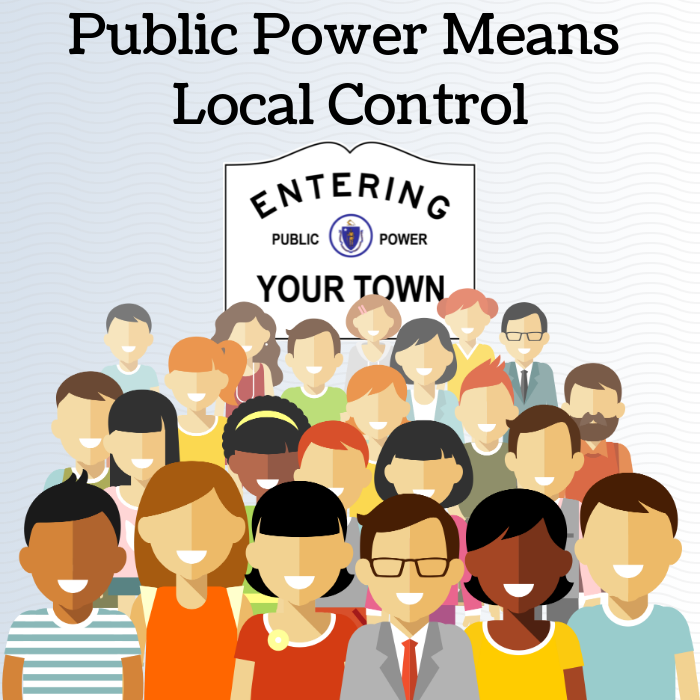 Public Power Means
Local Control
ENTERING
PUBLIC POWER
YOUR TOWN